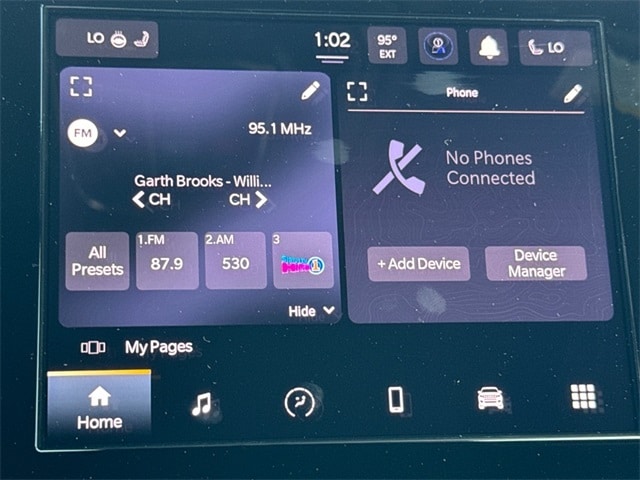 LO
1:02
95°
EXT
LO
Phone
FM
95.1 MHz
Garth Brooks - Willi...
CH
CH
No Phones
Connected
All
Presets
1.FM
87.9
2.AM
530
3
+ Add Device
Device
Manager
Hide
My Pages
Home